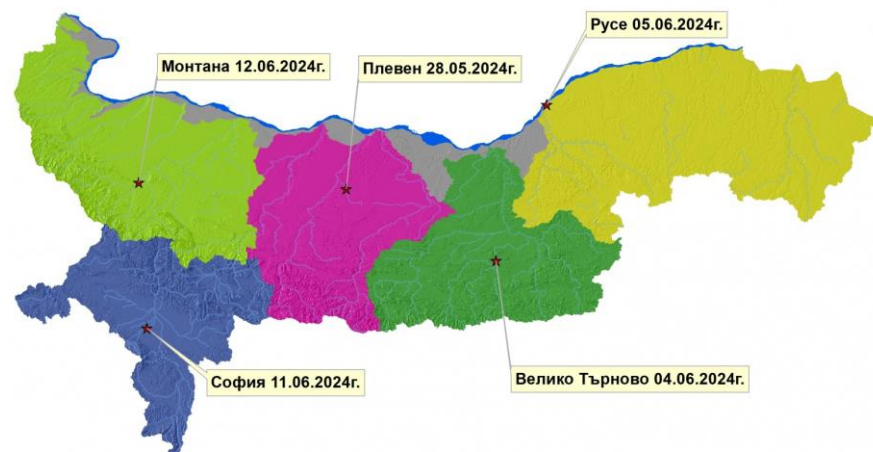 Русе 05.06.2024г.
Монтана 12.06.2024г.
Плевен 28.05.2024г.
София 11.06.2024г.
Велико Търново 04.06.2024г.